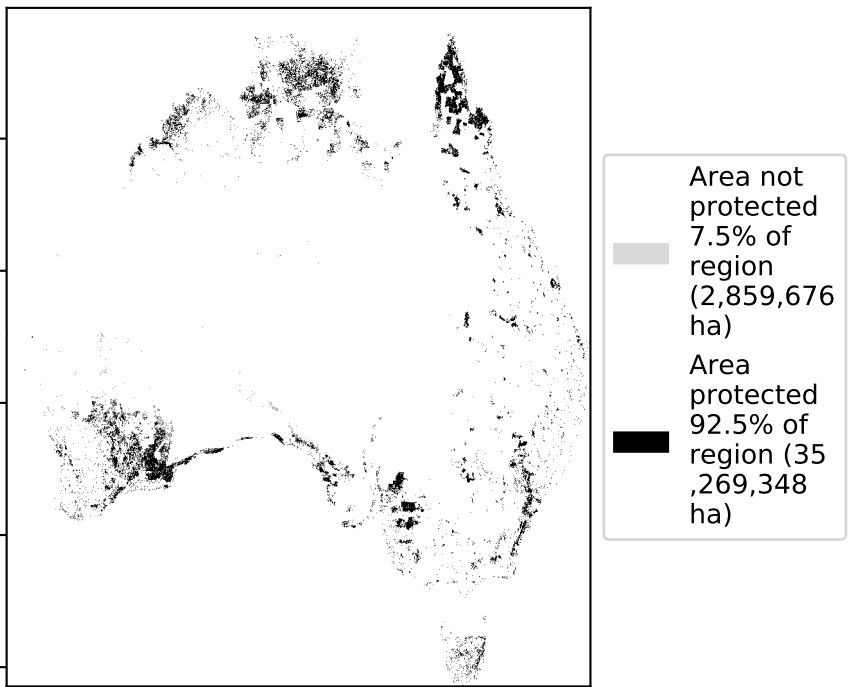 Area not
protected
7.5% of
region
(2,859,676
ha)
Area
protected
92.5% of
region (35
,269,348
ha)